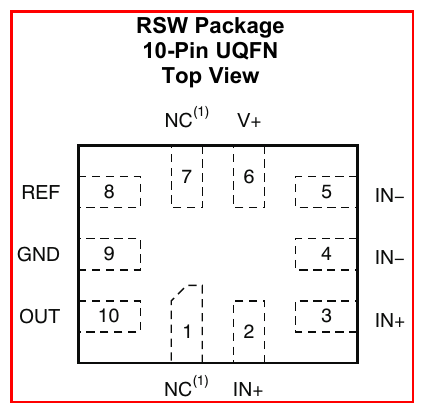 RSW Package
10-Pin UQFN
Top View
NC(1) V+
7 6
REF 8 5 IN−
GND 9 4 IN−
OUT 10 3 IN+
1 2
NC(1) IN+